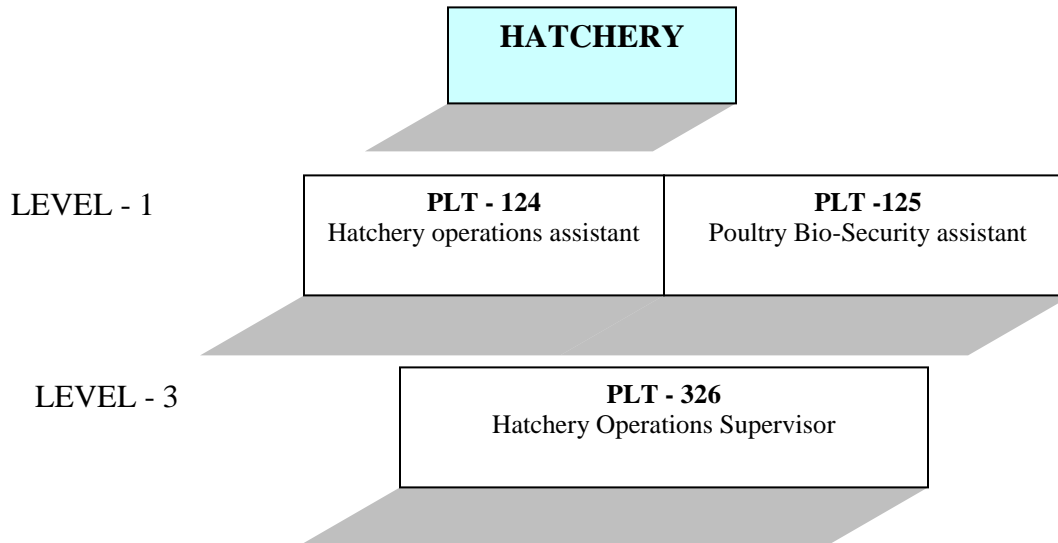 HATCHERY
LEVEL - 1
PLT - 124
Hatchery operations assistant
PLT -125
Poultry Bio-Security assistant
LEVEL - 3
PLT - 326
Hatchery Operations Supervisor